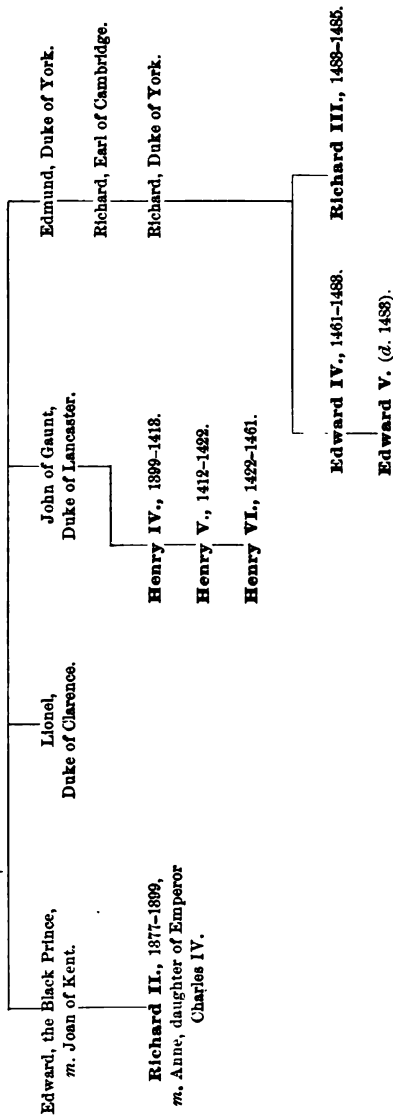 Edward, the Black Prince,
m. Joan of Kent.
Richard II., 1877-1899,
m. Anne, daughter of Emperor
Charles IV.
Lionel,
Duke of Clarence.
John of Gaunt,
Duke of Lancaster.
Henry IV., 1899-1418.
Henry V., 1412-1422.
Henry VI., 1422-1461.
Edmund, Duke of York.
Richard, Earl of Cambridge.
Richard, Duke of York.
Edward IV., 1461-1488.
Edward V. (d. 1488).
Richard III., 1488-1485.